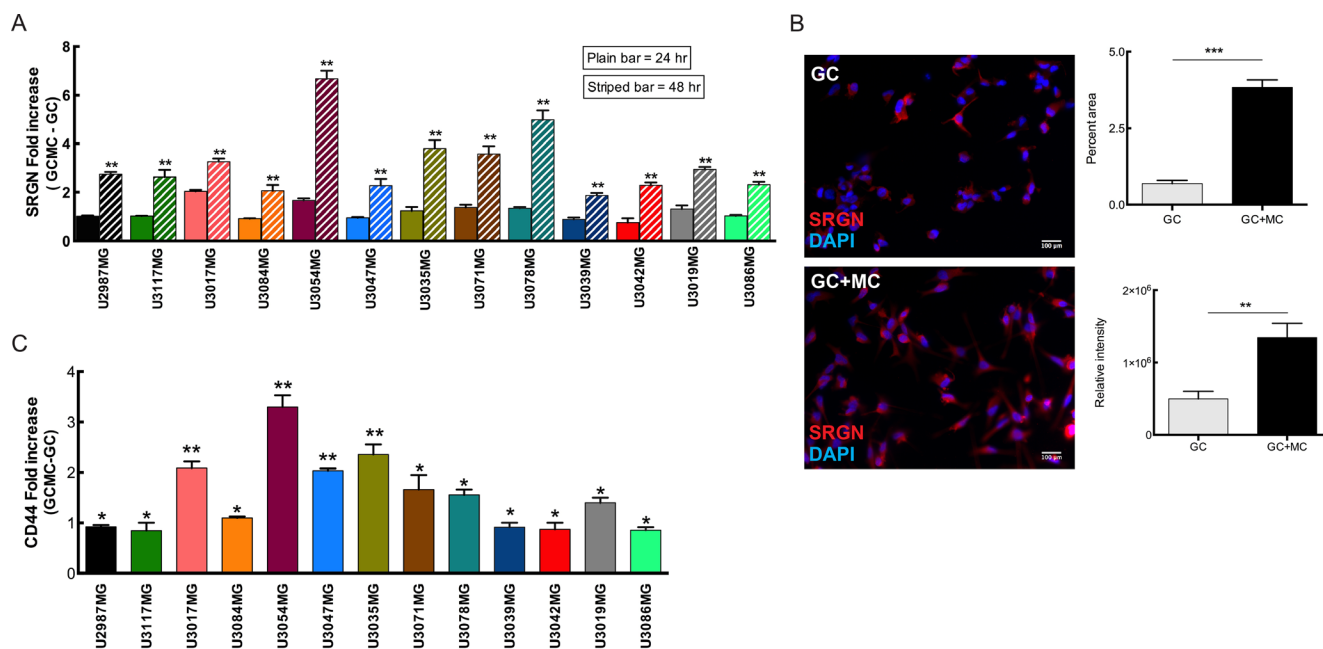 A
SRGN Fold increase
( GCMC - GC)
8
6
4
2
0
Plain bar = 24 hr
Striped bar = 48 hr
** ** ** ** ** ** ** ** ** ** ** ** **
U2987MG U3117MG U3017MG U3084MG U3054MG U3047MG U3035MG U3071MG U3078MG U3039MG U3042MG U3019MG U3086MG
B
GC
SRGN
DAPI
100 µm
Percent area
5.0
2.5
0.0
***
GC GC+MC
GC+MC
SRGN
DAPI
100 µm
Relative intensity
2×10⁶
1×10⁶
0
**
GC GC+MC
C
CD44 Fold increase
(GCMC-GC)
4
3
2
1
0
* * ** * ** ** ** * * * * * *
U2987MG U3117MG U3017MG U3084MG U3054MG U3047MG U3035MG U3071MG U3078MG U3039MG U3042MG U3019MG U3086MG